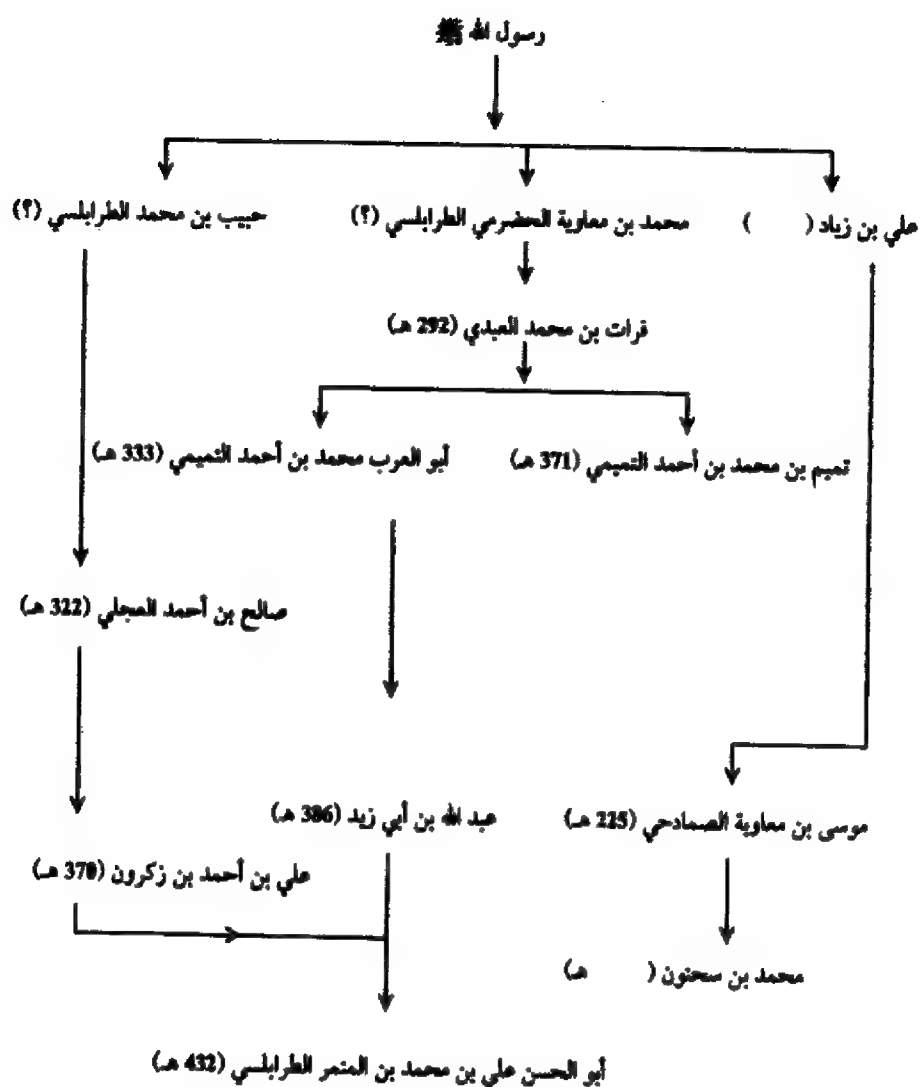 رسول الله ﷺ
علي بن زياد (    )
محمد بن معاوية الحضرمي الطرابلسي (؟)
حبيب بن محمد الطرابلسي (؟)
قرات بن محمد العبدي (292 هـ)
تميم بن محمد بن أحمد التميمي (371 هـ)
أبو العرب محمد بن أحمد التميمي (333 هـ)
صالح بن أحمد العجلي (322 هـ)
موسى بن معاوية الصمادحي (225 هـ)
عبد الله بن أبي زيد (386 هـ)
علي بن أحمد بن زكرون (370 هـ)
محمد بن سحنون (    هـ)
أبو الحسن علي بن محمد بن المنمر الطرابلسي (432 هـ)